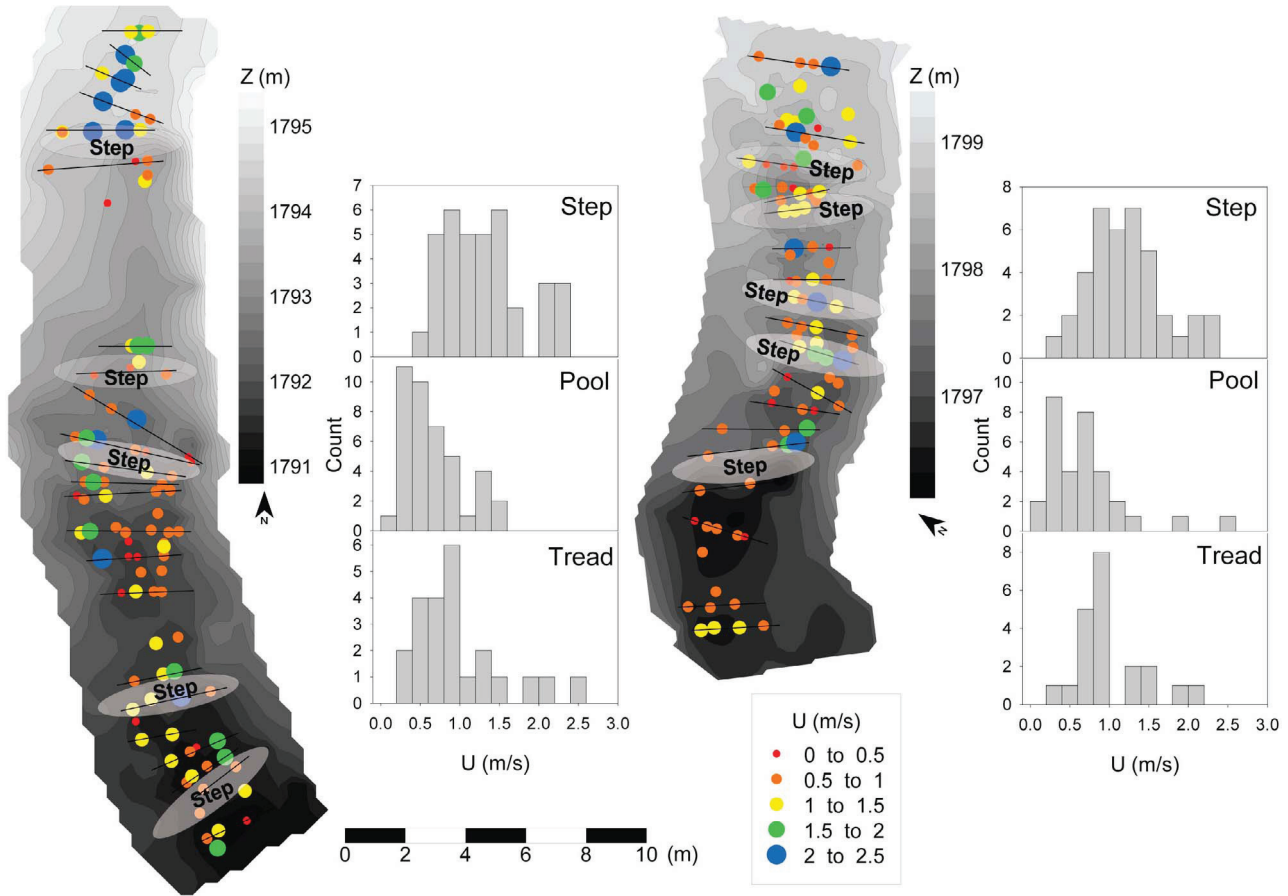 Z (m)
1795
1794
1793
1792
1791
N
Step
Step
Step
Step
Step
7
6
5
4
3
2
1
0
Step
10
8
6
4
2
0
Pool
Count
6
5
4
3
2
1
0
Tread
0.0 0.5 1.0 1.5 2.0 2.5 3.0
U (m/s)
0 2 4 6 8 10 (m)
Step
Step
Step
Step
Step
Z (m)
1799
1798
1797
N
8
6
4
2
0
Step
10
8
6
4
2
0
Pool
Count
8
6
4
2
0
Tread
0.0 0.5 1.0 1.5 2.0 2.5 3.0
U (m/s)
U (m/s)
0 to 0.5
0.5 to 1
1 to 1.5
1.5 to 2
2 to 2.5